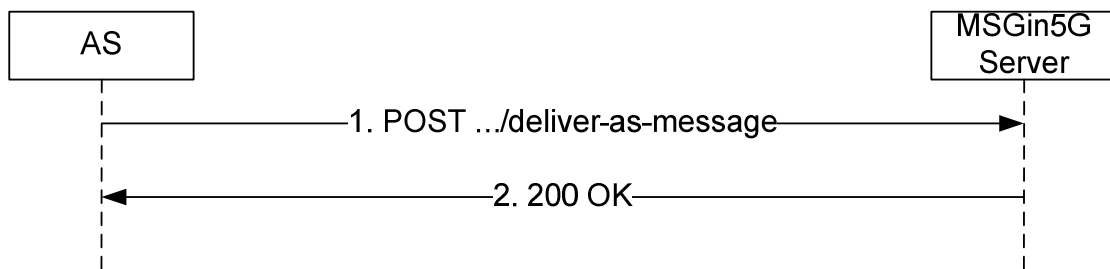 AS
MSGin5G
Server
1. POST .../deliver-as-message
2. 200 OK